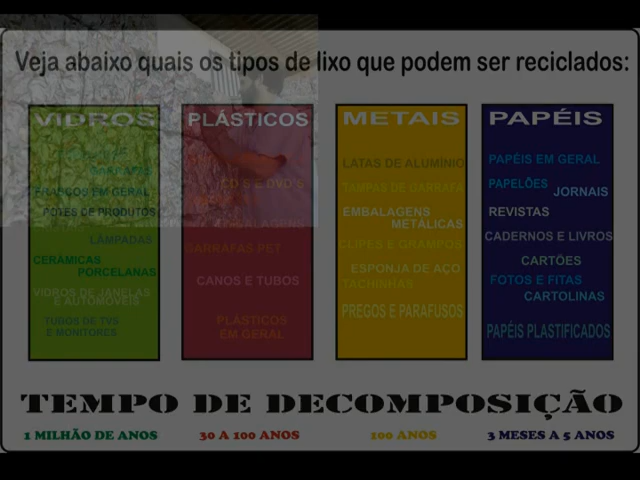 Veja abaixo quais os tipos de lixo que podem ser reciclados:
VIDROS
GARRAFAS
FRASCOS EM GERAL
POTES DE PRODUTOS
LÂMPADAS
CERÂMICAS
PORCELANAS
VIDROS DE JANELAS
E AUTOMÓVEIS
TUBOS DE TVS
E MONITORES
PLÁSTICOS
CD'S E DVD'S
EMBALAGENS
GARRAFAS PET
CANOS E TUBOS
PLÁSTICOS
EM GERAL
METAIS
LATAS DE ALUMÍNIO
TAMPAS DE GARRAFA
EMBALAGENS
METÁLICAS
CLIPES E GRAMPOS
ESPONJA DE AÇO
TACHINHAS
PREGOS E PARAFUSOS
PAPÉIS
PAPÉIS EM GERAL
PAPELÕES
JORNAIS
REVISTAS
CADERNOS E LIVROS
CARTÕES
FOTOS E FITAS
CARTOLINAS
PAPÉIS PLASTIFICADOS
TEMPO DE DECOMPOSIÇÃO
1 MILHÃO DE ANOS
30 A 100 ANOS
100 ANOS
3 MESES A 5 ANOS